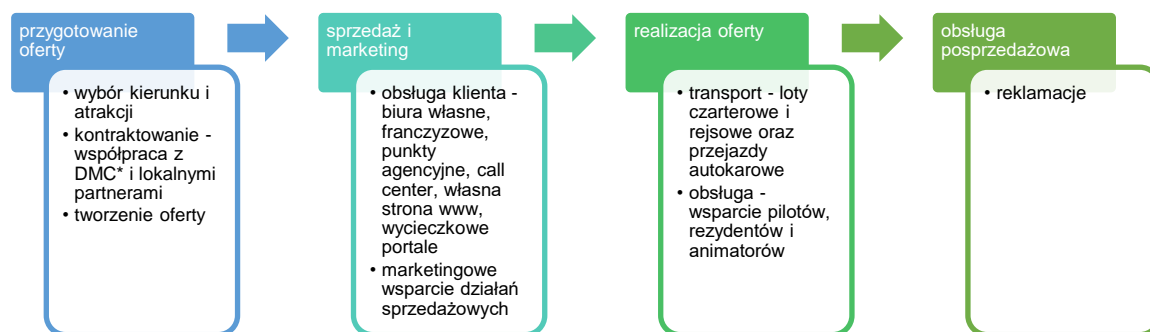 przygotowanie
oferty
• wybór kierunku i
atrakcji
• kontraktowanie -
współpraca z
DMC* i lokalnymi
partnerami
• tworzenie oferty
sprzedaż i
marketing
• obsługa klienta -
biura własne,
franczyzowe,
punkty
agencyjne, call
center, własna
strona www,
wycieczkowe
portale
• marketingowe
wsparcie działań
sprzedażowych
realizacja oferty
• transport - loty
czarterowe i
rejsowe oraz
przejazdy
autokarowe
• obsługa -
wsparcie pilotów,
rezydentów i
animatorów
obsługa
posprzedażowa
• reklamacje